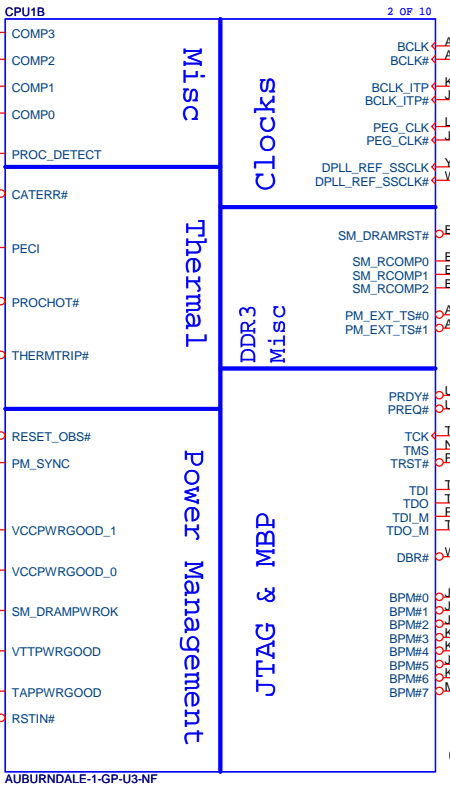 CPU1B
2 OF 10
COMP3
COMP2
COMP1
COMP0
PROC_DETECT
Misc
CATERR#
PECI
PROCHOT#
THERMTRIP#
Thermal
RESET_OBS#
PM_SYNC
VCCPWRGOOD_1
VCCPWRGOOD_0
SM_DRAMPWROK
VTTPWRGOOD
TAPPWRGOOD
RSTIN#
Power Management
Clocks
BCLK
BCLK#
BCLK_ITP
BCLK_ITP#
PEG_CLK
PEG_CLK#
DPLL_REF_SSCLK
DPLL_REF_SSCLK#
DDR3
Misc
SM_DRAMRST#
SM_RCOMP0
SM_RCOMP1
SM_RCOMP2
PM_EXT_TS#0
PM_EXT_TS#1
JTAG & MBP
PRDY#
PREQ#
TCK
TMS
TRST#
TDI
TDO
TDI_M
TDO_M
DBR#
BPM#0
BPM#1
BPM#2
BPM#3
BPM#4
BPM#5
BPM#6
BPM#7
AUBURNDALE-1-GP-U3-NF